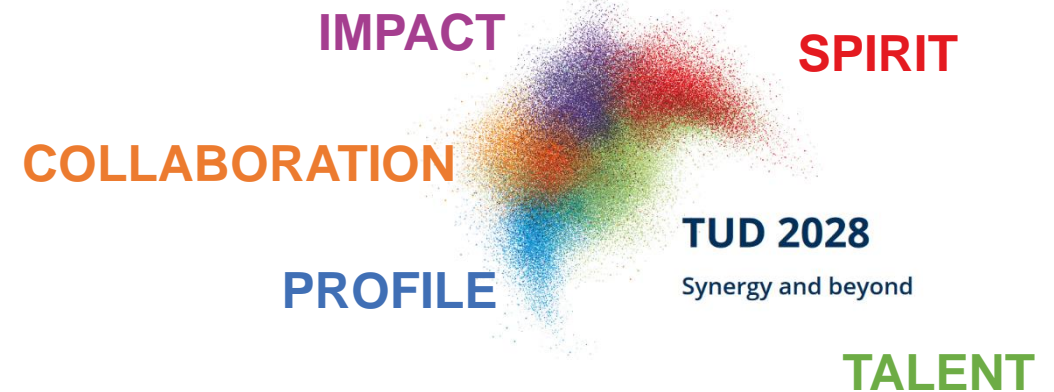 IMPACT
SPIRIT
COLLABORATION
TUD 2028
PROFILE
Synergy and beyond
TALENT